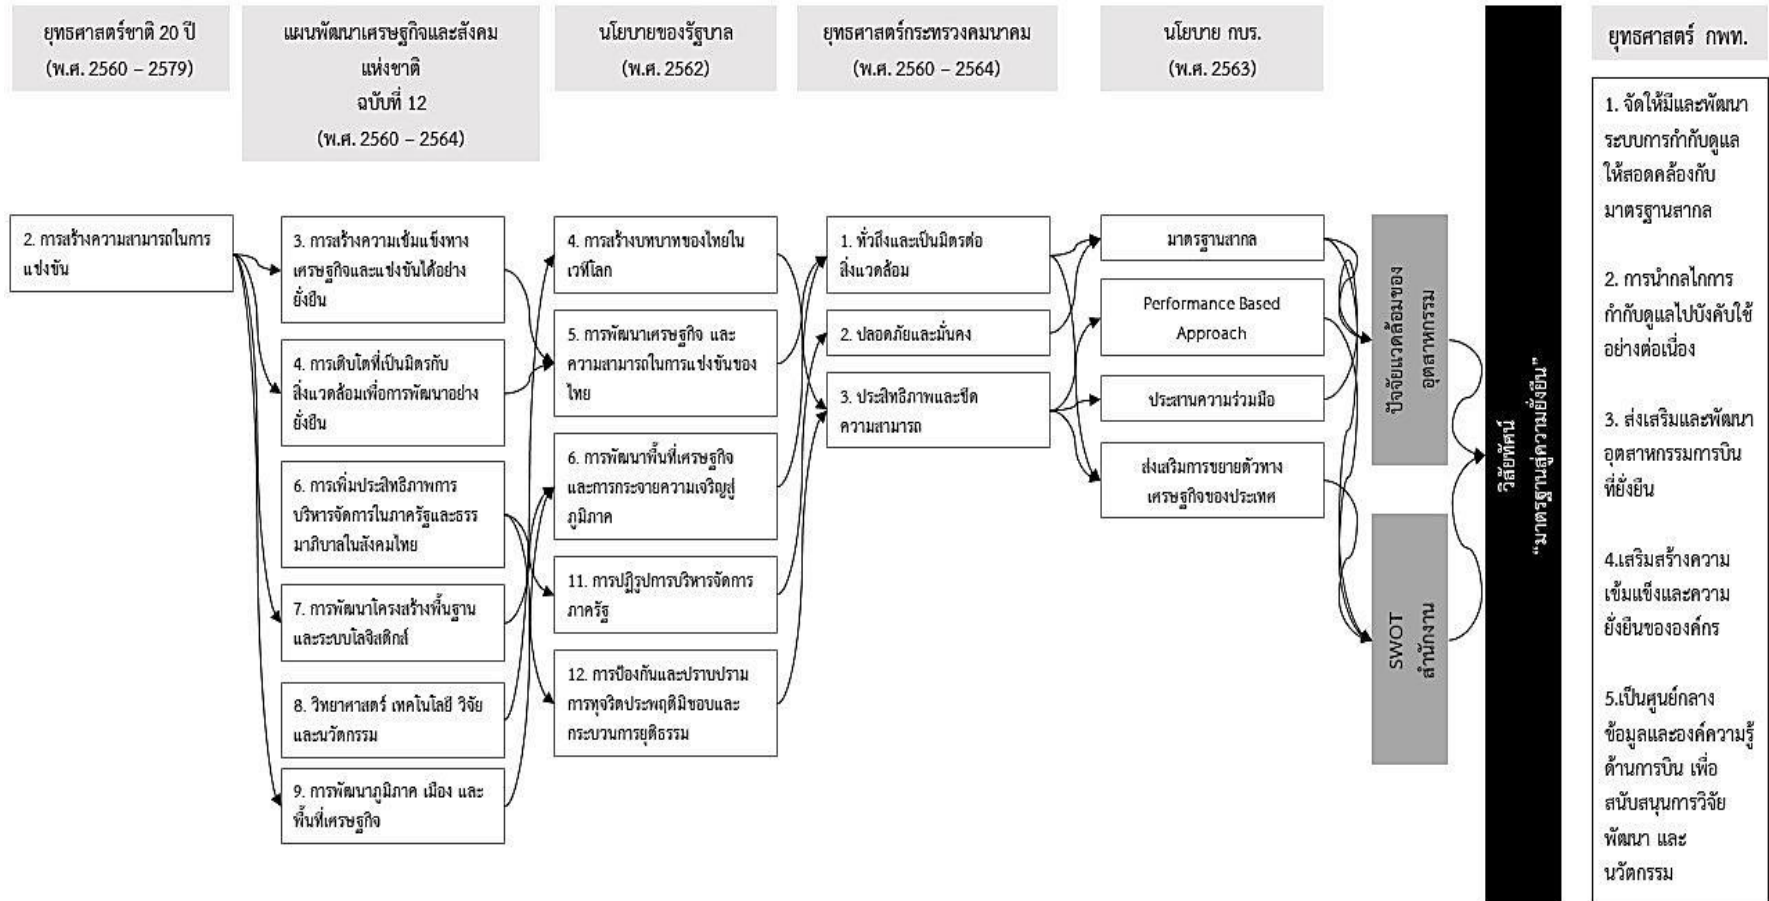 ยุทธศาสตร์ชาติ 20 ปี
(พ.ศ. 2560 – 2579)
แผนพัฒนาเศรษฐกิจและสังคม
แห่งชาติ
ฉบับที่ 12
(พ.ศ. 2560 – 2564)
นโยบายของรัฐบาล
(พ.ศ. 2562)
ยุทธศาสตร์กระทรวงคมนาคม
(พ.ศ. 2560 – 2564)
นโยบาย กบร.
(พ.ศ. 2563)
ยุทธศาสตร์ กพท.
2. การสร้างความสามารถในการ
แข่งขัน
3. การสร้างความเข้มแข็งทาง
เศรษฐกิจและแข่งขันได้อย่าง
ยั่งยืน
4. การเติบโตที่เป็นมิตรกับ
สิ่งแวดล้อมเพื่อการพัฒนาอย่าง
ยั่งยืน
6. การเพิ่มประสิทธิภาพการ
บริหารจัดการในภาครัฐและธรร
มาภิบาลในสังคมไทย
7. การพัฒนาโครงสร้างพื้นฐาน
และระบบโลจิสติกส์
8. วิทยาศาสตร์ เทคโนโลยี วิจัย
และนวัตกรรม
9. การพัฒนาภูมิภาค เมือง และ
พื้นที่เศรษฐกิจ
4. การสร้างบทบาทของไทยใน
เวทีโลก
5. การพัฒนาเศรษฐกิจ และ
ความสามารถในการแข่งขันของ
ไทย
6. การพัฒนาพื้นที่เศรษฐกิจ
และการกระจายความเจริญสู่
ภูมิภาค
11. การปฏิรูปการบริหารจัดการ
ภาครัฐ
12. การป้องกันและปราบปราม
การทุจริตประพฤติมิชอบและ
กระบวนการยุติธรรม
1. ทั่วถึงและเป็นมิตรต่อ
สิ่งแวดล้อม
2. ปลอดภัยและมั่นคง
3. ประสิทธิภาพและขีด
ความสามารถ
มาตรฐานสากล
Performance Based
Approach
ประสานความร่วมมือ
ส่งเสริมการขยายตัวทาง
เศรษฐกิจของประเทศ
ปัจจัยแวดล้อมของ
อุตสาหกรรม
SWOT
สำนักงาน
วิสัยทัศน์
“มาตรฐานสู่ความยั่งยืน”
1. จัดให้มีและพัฒนา
ระบบการกำกับดูแล
ให้สอดคล้องกับ
มาตรฐานสากล
2. การนำกลไกการ
กำกับดูแลไปบังคับใช้
อย่างต่อเนื่อง
3. ส่งเสริมและพัฒนา
อุตสาหกรรมการบิน
ที่ยั่งยืน
4.เสริมสร้างความ
เข้มแข็งและความ
ยั่งยืนขององค์กร
5.เป็นศูนย์กลาง
ข้อมูลและองค์ความรู้
ด้านการบิน เพื่อ
สนับสนุนการวิจัย
พัฒนา และ
นวัตกรรม